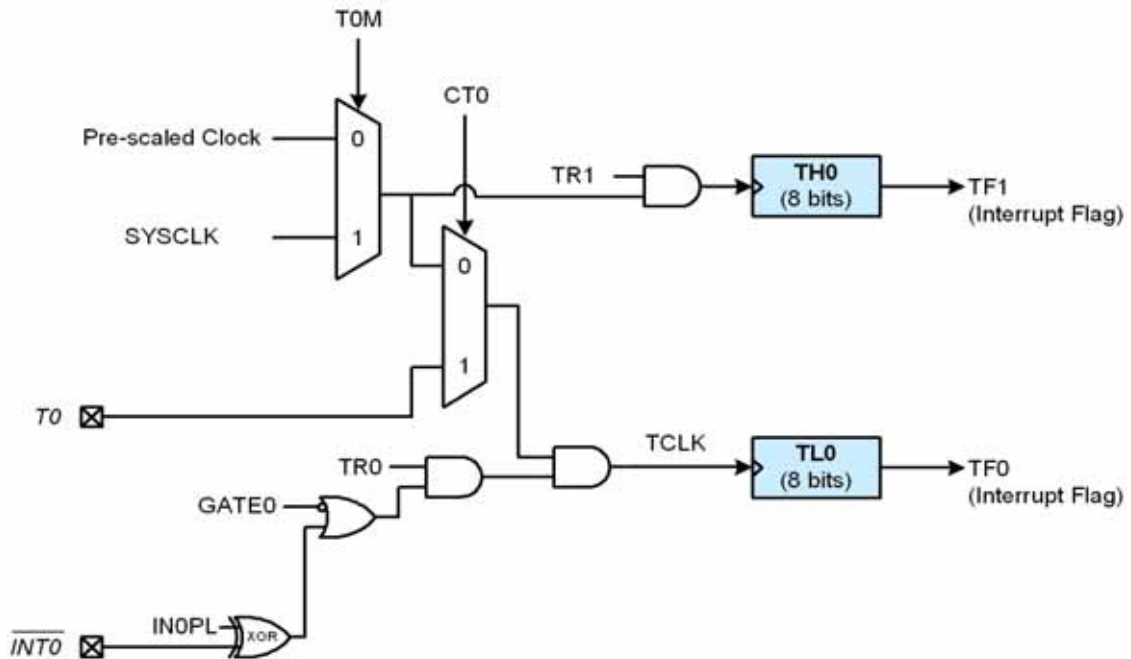 T0M
CT0
Pre-scaled Clock
0
TR1
TH0
(8 bits)
TF1
(Interrupt Flag)
SYSCLK
1
0
1
T0
TCLK
TL0
(8 bits)
TF0
(Interrupt Flag)
TR0
GATE0
IN0PL
XOR
INT0